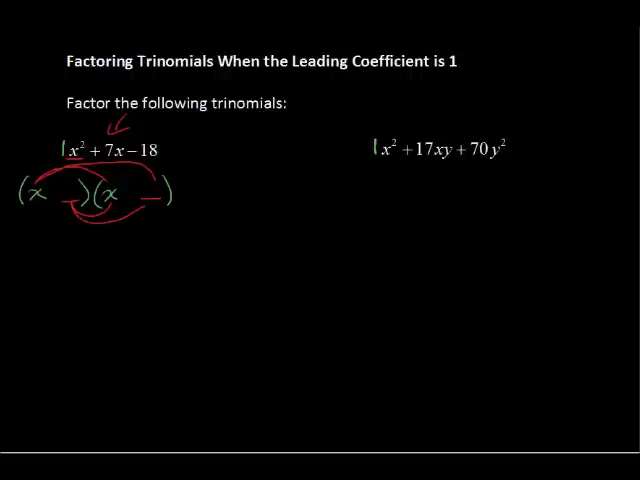 Factoring Trinomials When the Leading Coefficient is 1
Factor the following trinomials:
1x² + 7x − 18
(x _)(x _)
1x² + 17xy + 70y²